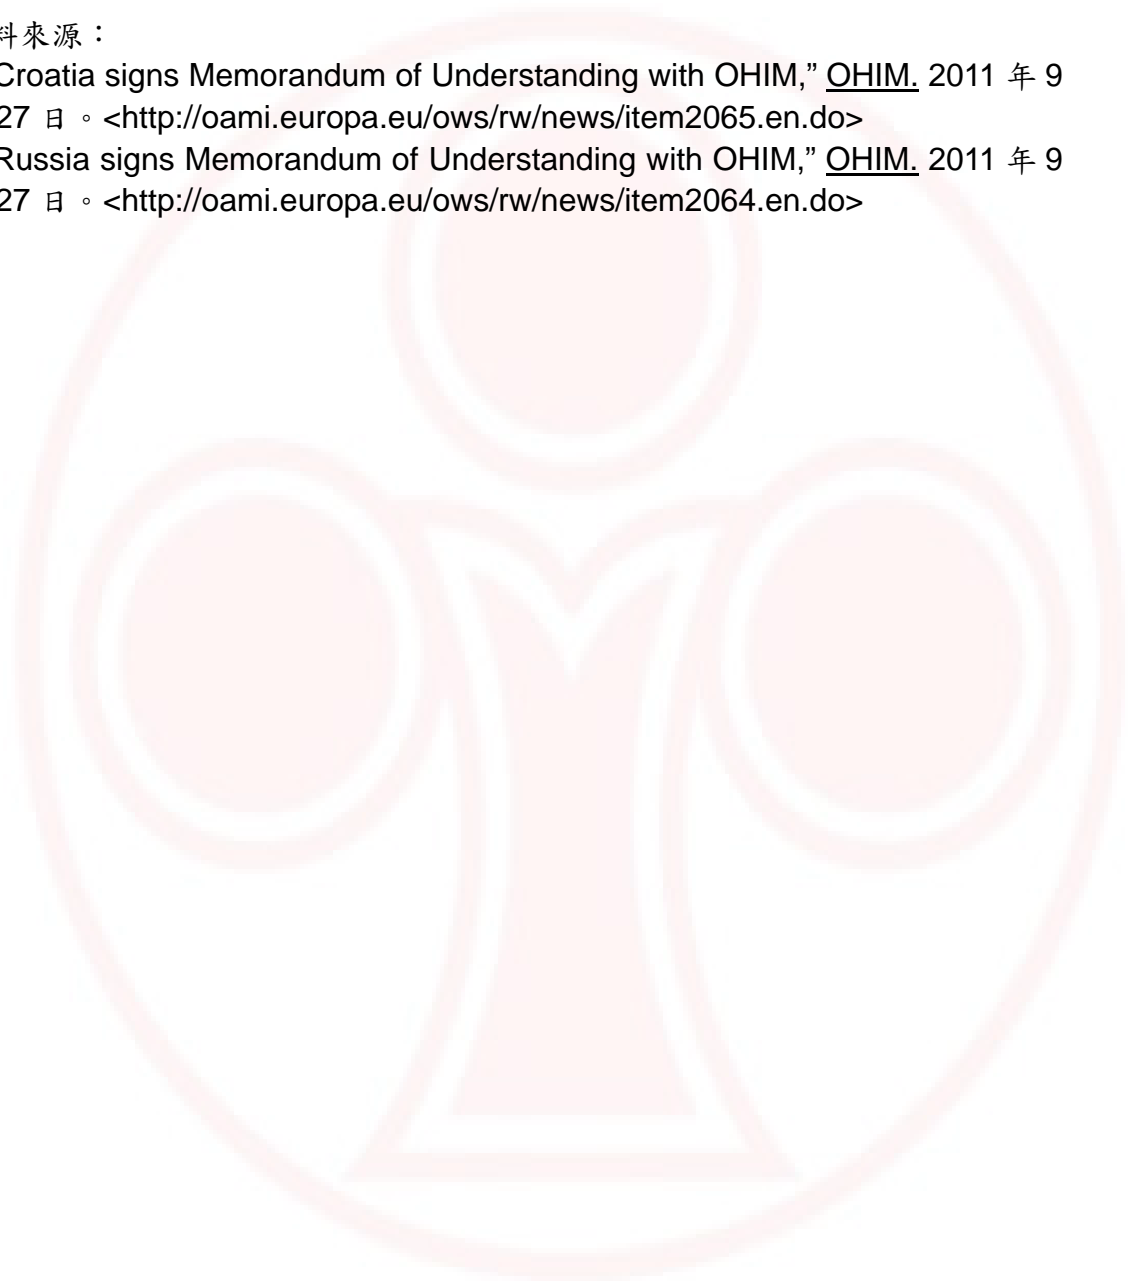 料來源：
Croatia signs Memorandum of Understanding with OHIM,” OHIM. 2011 年 9
27 日。<http://oami.europa.eu/ows/rw/news/item2065.en.do>
Russia signs Memorandum of Understanding with OHIM,” OHIM. 2011 年 9
27 日。<http://oami.europa.eu/ows/rw/news/item2064.en.do>